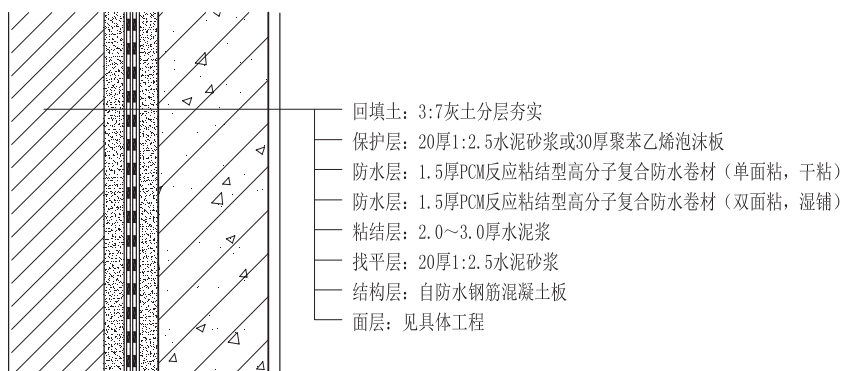 回填土：3:7灰土分层夯实
保护层：20厚1:2.5水泥砂浆或30厚聚苯乙烯泡沫板
防水层：1.5厚PCM反应粘结型高分子复合防水卷材（单面粘，干粘）
防水层：1.5厚PCM反应粘结型高分子复合防水卷材（双面粘，湿铺）
粘结层：2.0～3.0厚水泥浆
找平层：20厚1:2.5水泥砂浆
结构层：自防水钢筋混凝土板
面层：见具体工程